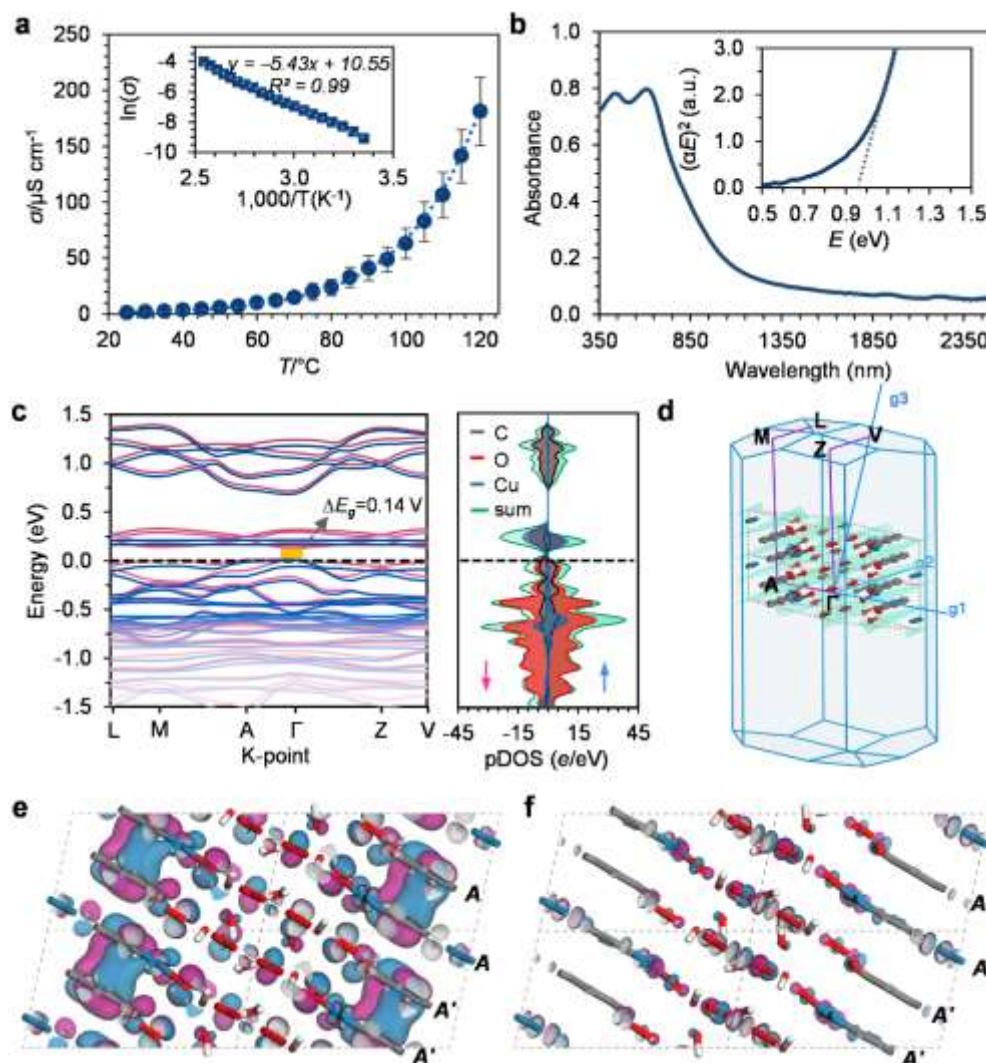 a
250
200
150
100
50
0
σ/μS cm⁻¹
20 40 60 80 100 120
T/°C
-4
-6
-8
-10
ln(σ)
y = –5.43x + 10.55
R² = 0.99
2.5 3.0 3.5
1,000/T(K⁻¹)
b
1.0
0.8
0.6
0.4
0.2
0.0
Absorbance
350 850 1350 1850 2350
Wavelength (nm)
3.0
2.0
1.0
0.0
(αE)² (a.u.)
0.5 0.7 0.9 1.1 1.3 1.5
E (eV)
c
1.5
1.0
0.5
0.0
-0.5
-1.0
-1.5
Energy (eV)
ΔEg=0.14 V
L M A Γ Z V
K-point
C
O
Cu
sum
-45 -15 15 45
pDOS (e/eV)
d
g3
L
M
V
Z
g2
A
Γ
g1
e
A
A
A'
A'
f
A
A
A'
A'